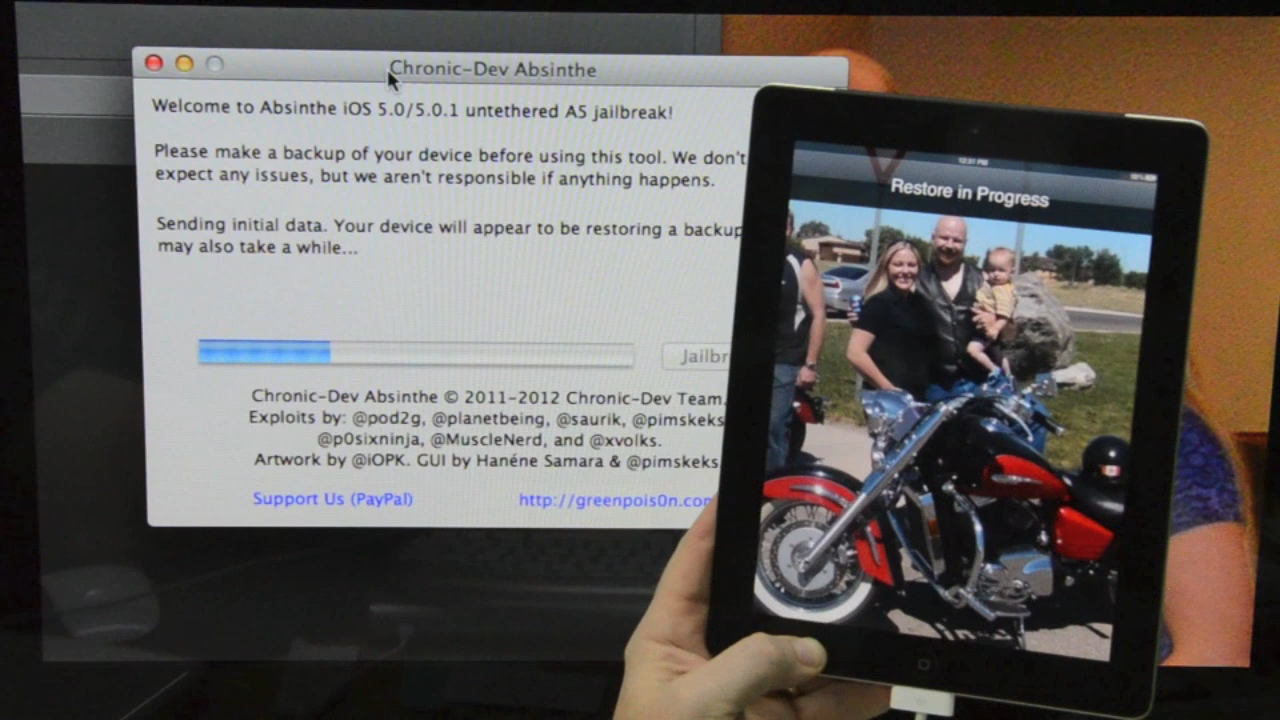 Chronic-Dev Absinthe
Welcome to Absinthe iOS 5.0/5.0.1 untethered A5 jailbreak!
Please make a backup of your device before using this tool. We don't
expect any issues, but we aren't responsible if anything happens.
Sending initial data. Your device will appear to be restoring a backup
may also take a while...
Jailbr
Chronic-Dev Absinthe © 2011-2012 Chronic-Dev Team.
Exploits by: @pod2g, @planetbeing, @saurik, @pimskeks
@p0sixninja, @MuscleNerd, and @xvolks.
Artwork by @iOPK. GUI by Hanéne Samara & @pimskeks
Support Us (PayPal) http://greenpois0n.com
12:31 PM
Restore in Progress